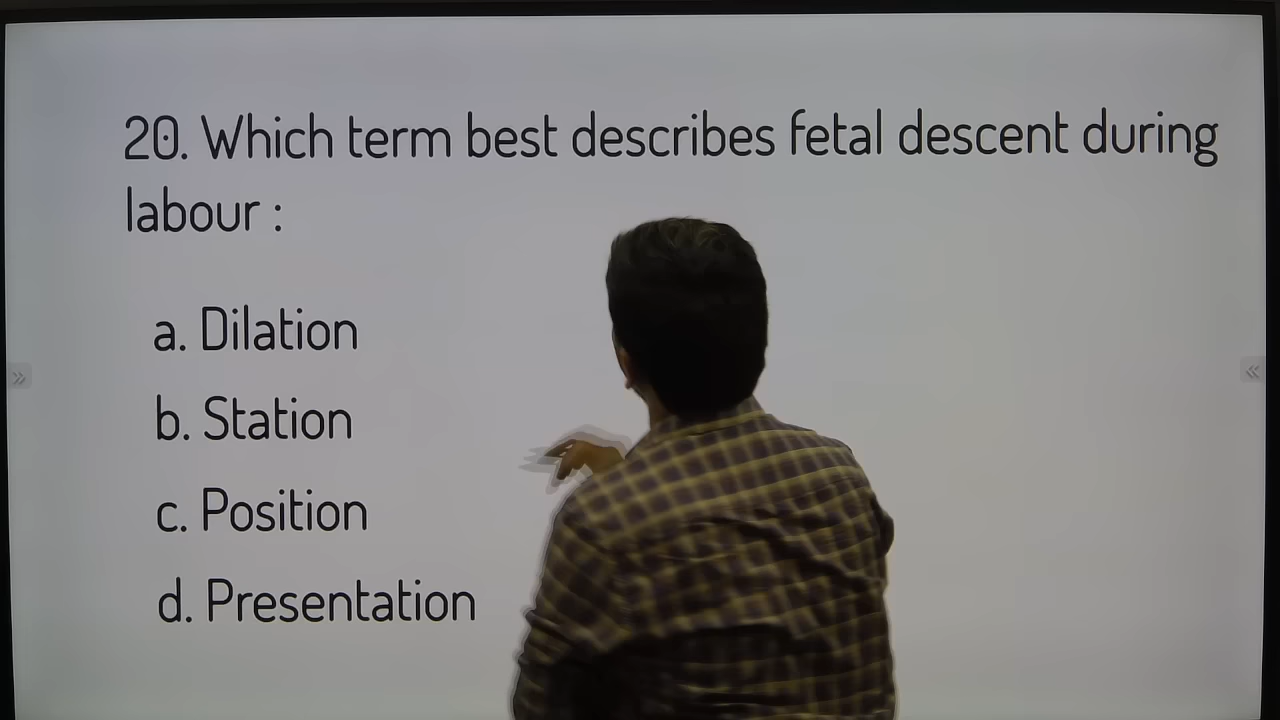 20. Which term best describes fetal descent during
labour :
a. Dilation
b. Station
c. Position
d. Presentation